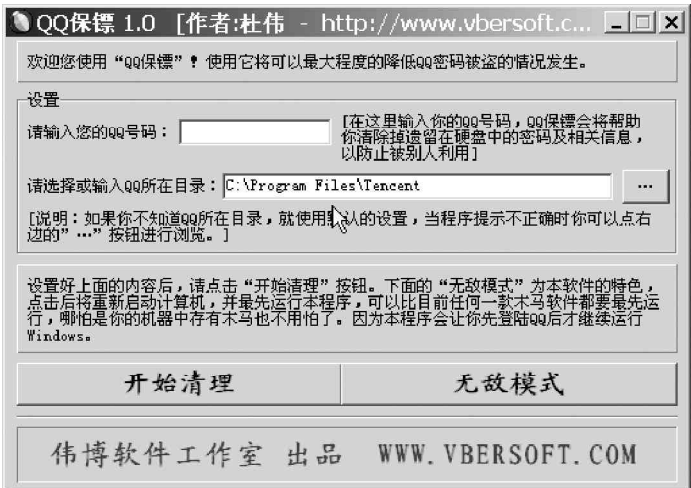 QQ保镖 1.0 [作者:杜伟 - http://www.vbersoft.c...
欢迎您使用“QQ保镖”！使用它将可以最大程度的降低QQ密码被盗的情况发生。
设置
请输入您的QQ号码：
[在这里输入你的QQ号码，QQ保镖会将帮助
你清除掉遗留在硬盘中的密码及相关信息，
以防止被别人利用]
请选择或输入QQ所在目录：C:\Program Files\Tencent ...
[说明：如果你不知道QQ所在目录，就使用默认的设置，当程序提示不正确时你可以点右
边的”…”按钮进行浏览。]
设置好上面的内容后，请点击“开始清理”按钮。下面的“无敌模式”为本软件的特色，
点击后将重新启动计算机，并最先运行本程序，可以比目前任何一款木马软件都要最先运
行，哪怕是你的机器中存有木马也不用怕了。因为本程序会让你先登陆QQ后才继续运行
Windows。
开始清理 无敌模式
伟博软件工作室 出品 WWW.VBERSOFT.COM